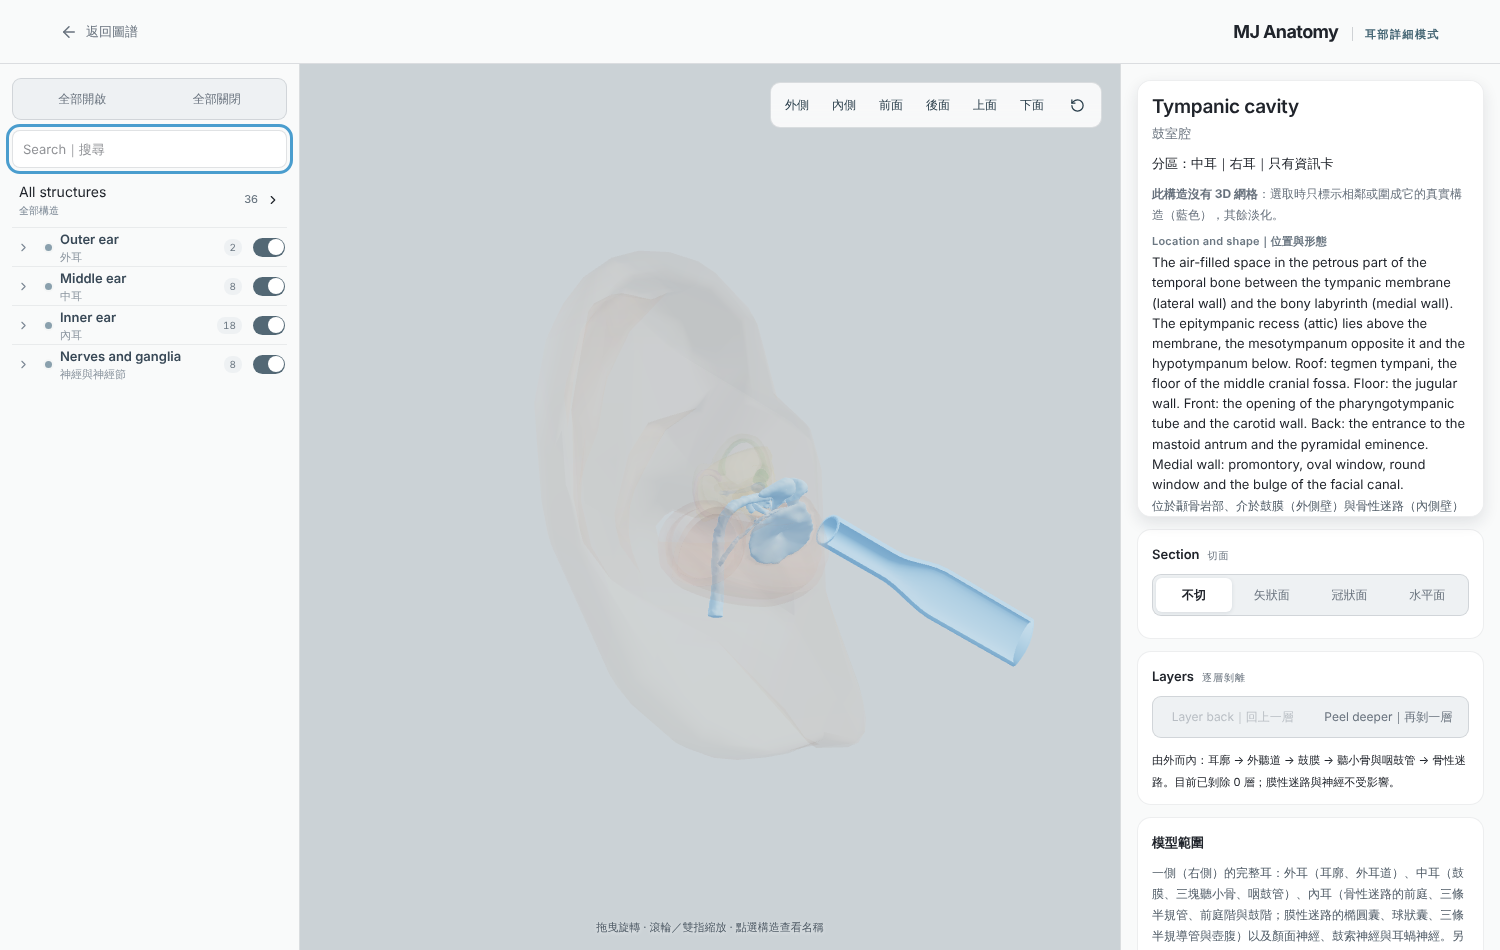 返回圖譜
MJ Anatomy
耳部詳細模式
全部開啟 全部關閉
Search｜搜尋
All structures 36
全部構造
Outer ear 2
外耳
Middle ear 8
中耳
Inner ear 18
內耳
Nerves and ganglia 8
神經與神經節
外側 內側 前面 後面 上面 下面
拖曳旋轉 · 滾輪／雙指縮放 · 點選構造查看名稱
Tympanic cavity
鼓室腔
分區：中耳｜右耳｜只有資訊卡
此構造沒有 3D 網格：選取時只標示相鄰或圍成它的真實構
造（藍色），其餘淡化。
Location and shape｜位置與形態
The air-filled space in the petrous part of the
temporal bone between the tympanic membrane
(lateral wall) and the bony labyrinth (medial wall).
The epitympanic recess (attic) lies above the
membrane, the mesotympanum opposite it and the
hypotympanum below. Roof: tegmen tympani, the
floor of the middle cranial fossa. Floor: the jugular
wall. Front: the opening of the pharyngotympanic
tube and the carotid wall. Back: the entrance to the
mastoid antrum and the pyramidal eminence.
Medial wall: promontory, oval window, round
window and the bulge of the facial canal.
位於顳骨岩部、介於鼓膜（外側壁）與骨性迷路（內側壁）
Section 切面
不切 矢狀面 冠狀面 水平面
Layers 逐層剝離
Layer back｜回上一層 Peel deeper｜再剝一層
由外而內：耳廓 → 外聽道 → 鼓膜 → 聽小骨與咽鼓管 → 骨性迷
路。目前已剝除 0 層；膜性迷路與神經不受影響。
模型範圍
一側（右側）的完整耳：外耳（耳廓、外耳道）、中耳（鼓
膜、三塊聽小骨、咽鼓管）、內耳（骨性迷路的前庭、三條
半規管、前庭階與鼓階；膜性迷路的橢圓囊、球狀囊、三條
半規導管與壺腹）以及顏面神經、鼓索神經與耳蝸神經。另